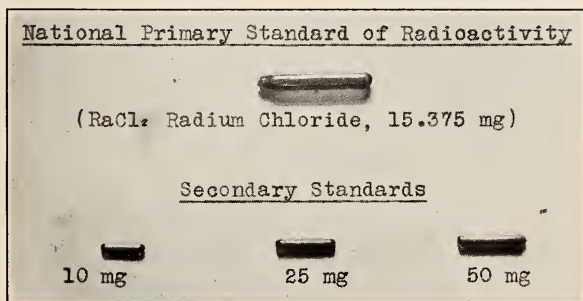 National Primary Standard of Radioactivity
(RaCl₂ Radium Chloride, 15.375 mg)
Secondary Standards
10 mg 25 mg 50 mg